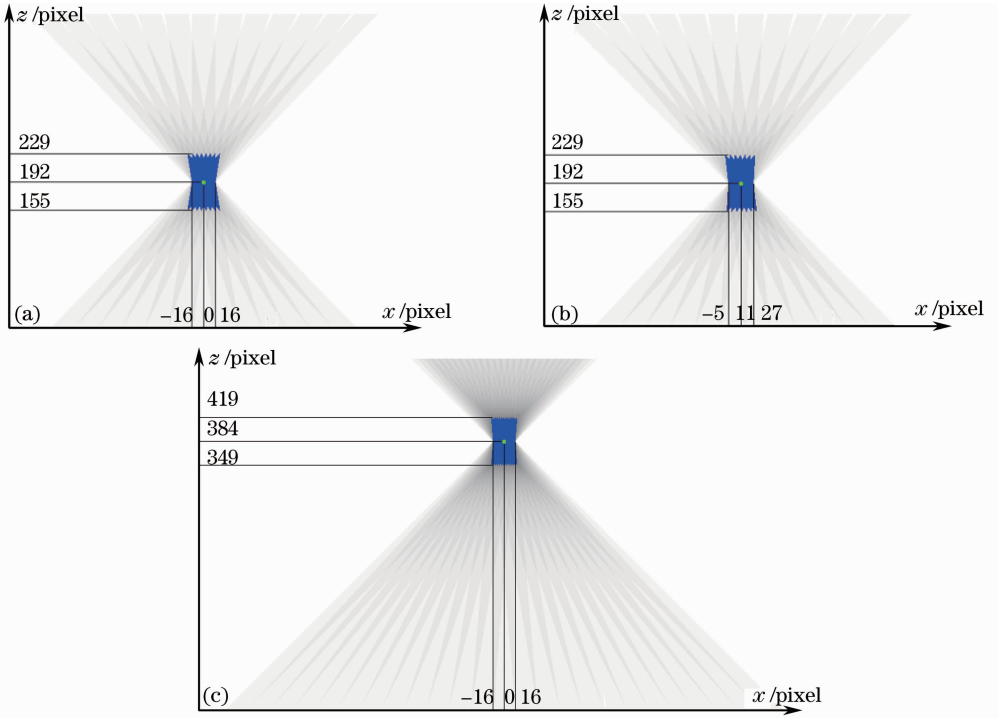 z/pixel
229
192
155
(a)
−16 0 16
x/pixel
z/pixel
229
192
155
(b)
−5 11 27
x/pixel
z/pixel
419
384
349
(c)
−16 0 16
x/pixel